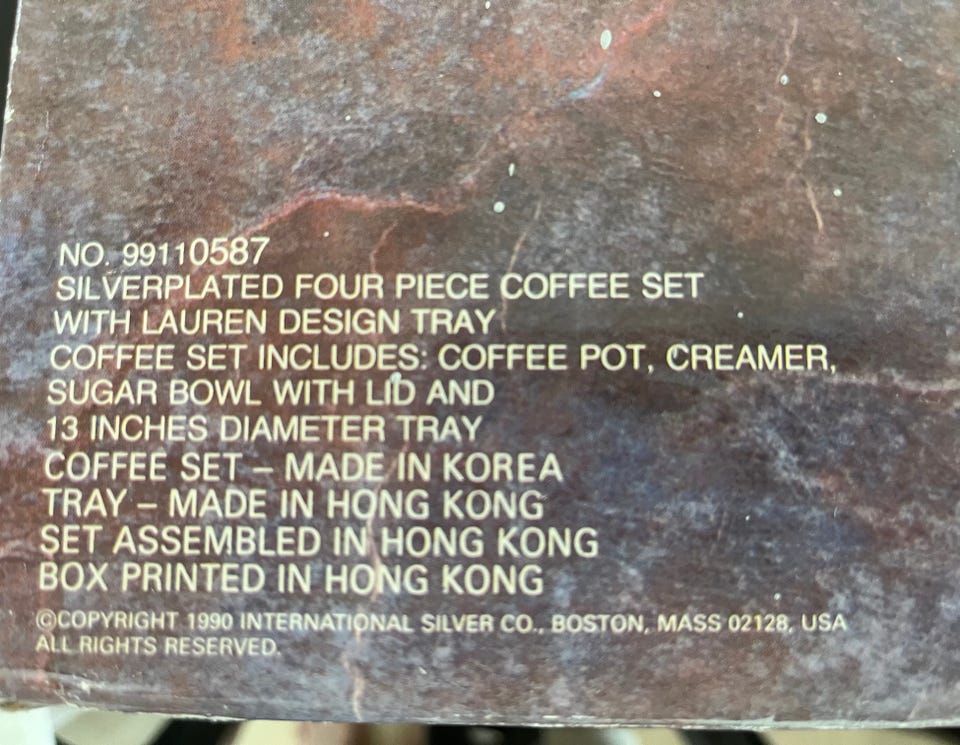 NO. 99110587
SILVERPLATED FOUR PIECE COFFEE SET
WITH LAUREN DESIGN TRAY
COFFEE SET INCLUDES: COFFEE POT, CREAMER,
SUGAR BOWL WITH LID AND
13 INCHES DIAMETER TRAY
COFFEE SET – MADE IN KOREA
TRAY – MADE IN HONG KONG
SET ASSEMBLED IN HONG KONG
BOX PRINTED IN HONG KONG
©COPYRIGHT 1990 INTERNATIONAL SILVER CO., BOSTON, MASS 02128, USA
ALL RIGHTS RESERVED.